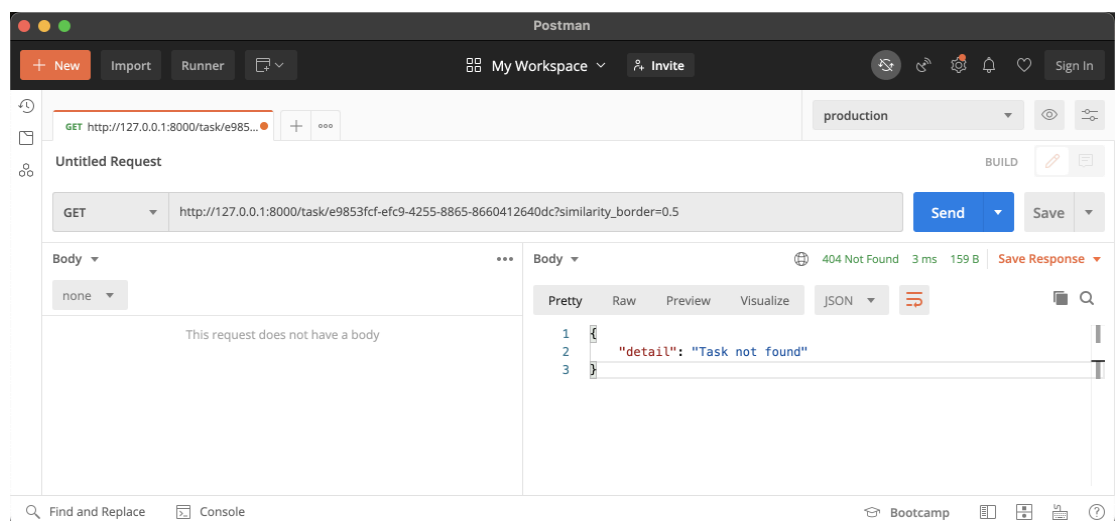 Postman
+ New Import Runner My Workspace Invite Sign In
GET http://127.0.0.1:8000/task/e985... production
Untitled Request BUILD
GET http://127.0.0.1:8000/task/e9853fcf-efc9-4255-8865-8660412640dc?similarity_border=0.5 Send Save
Body Body 404 Not Found 3 ms 159 B Save Response
none Pretty Raw Preview Visualize JSON
This request does not have a body
1 {
2 "detail": "Task not found"
3 }
Find and Replace Console Bootcamp